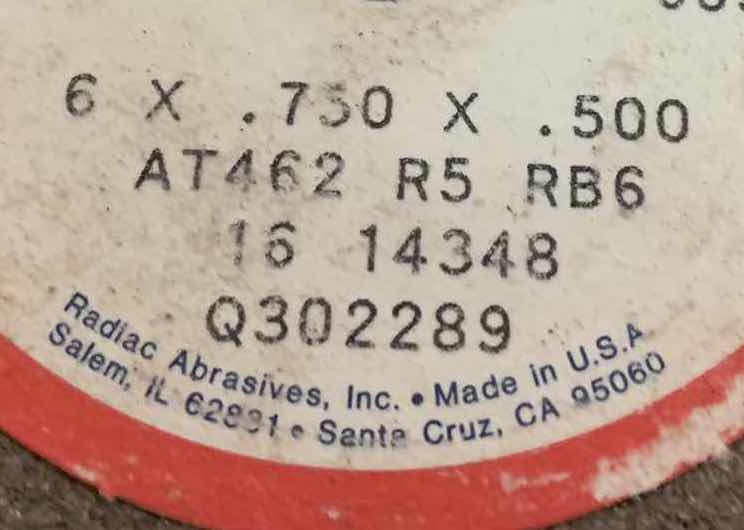 6 X .750 X .500
AT462 R5 RB6
16 14348
Q302289
Radiac Abrasives, Inc. • Made in U.S.A
Salem, IL • Santa Cruz, CA 95060